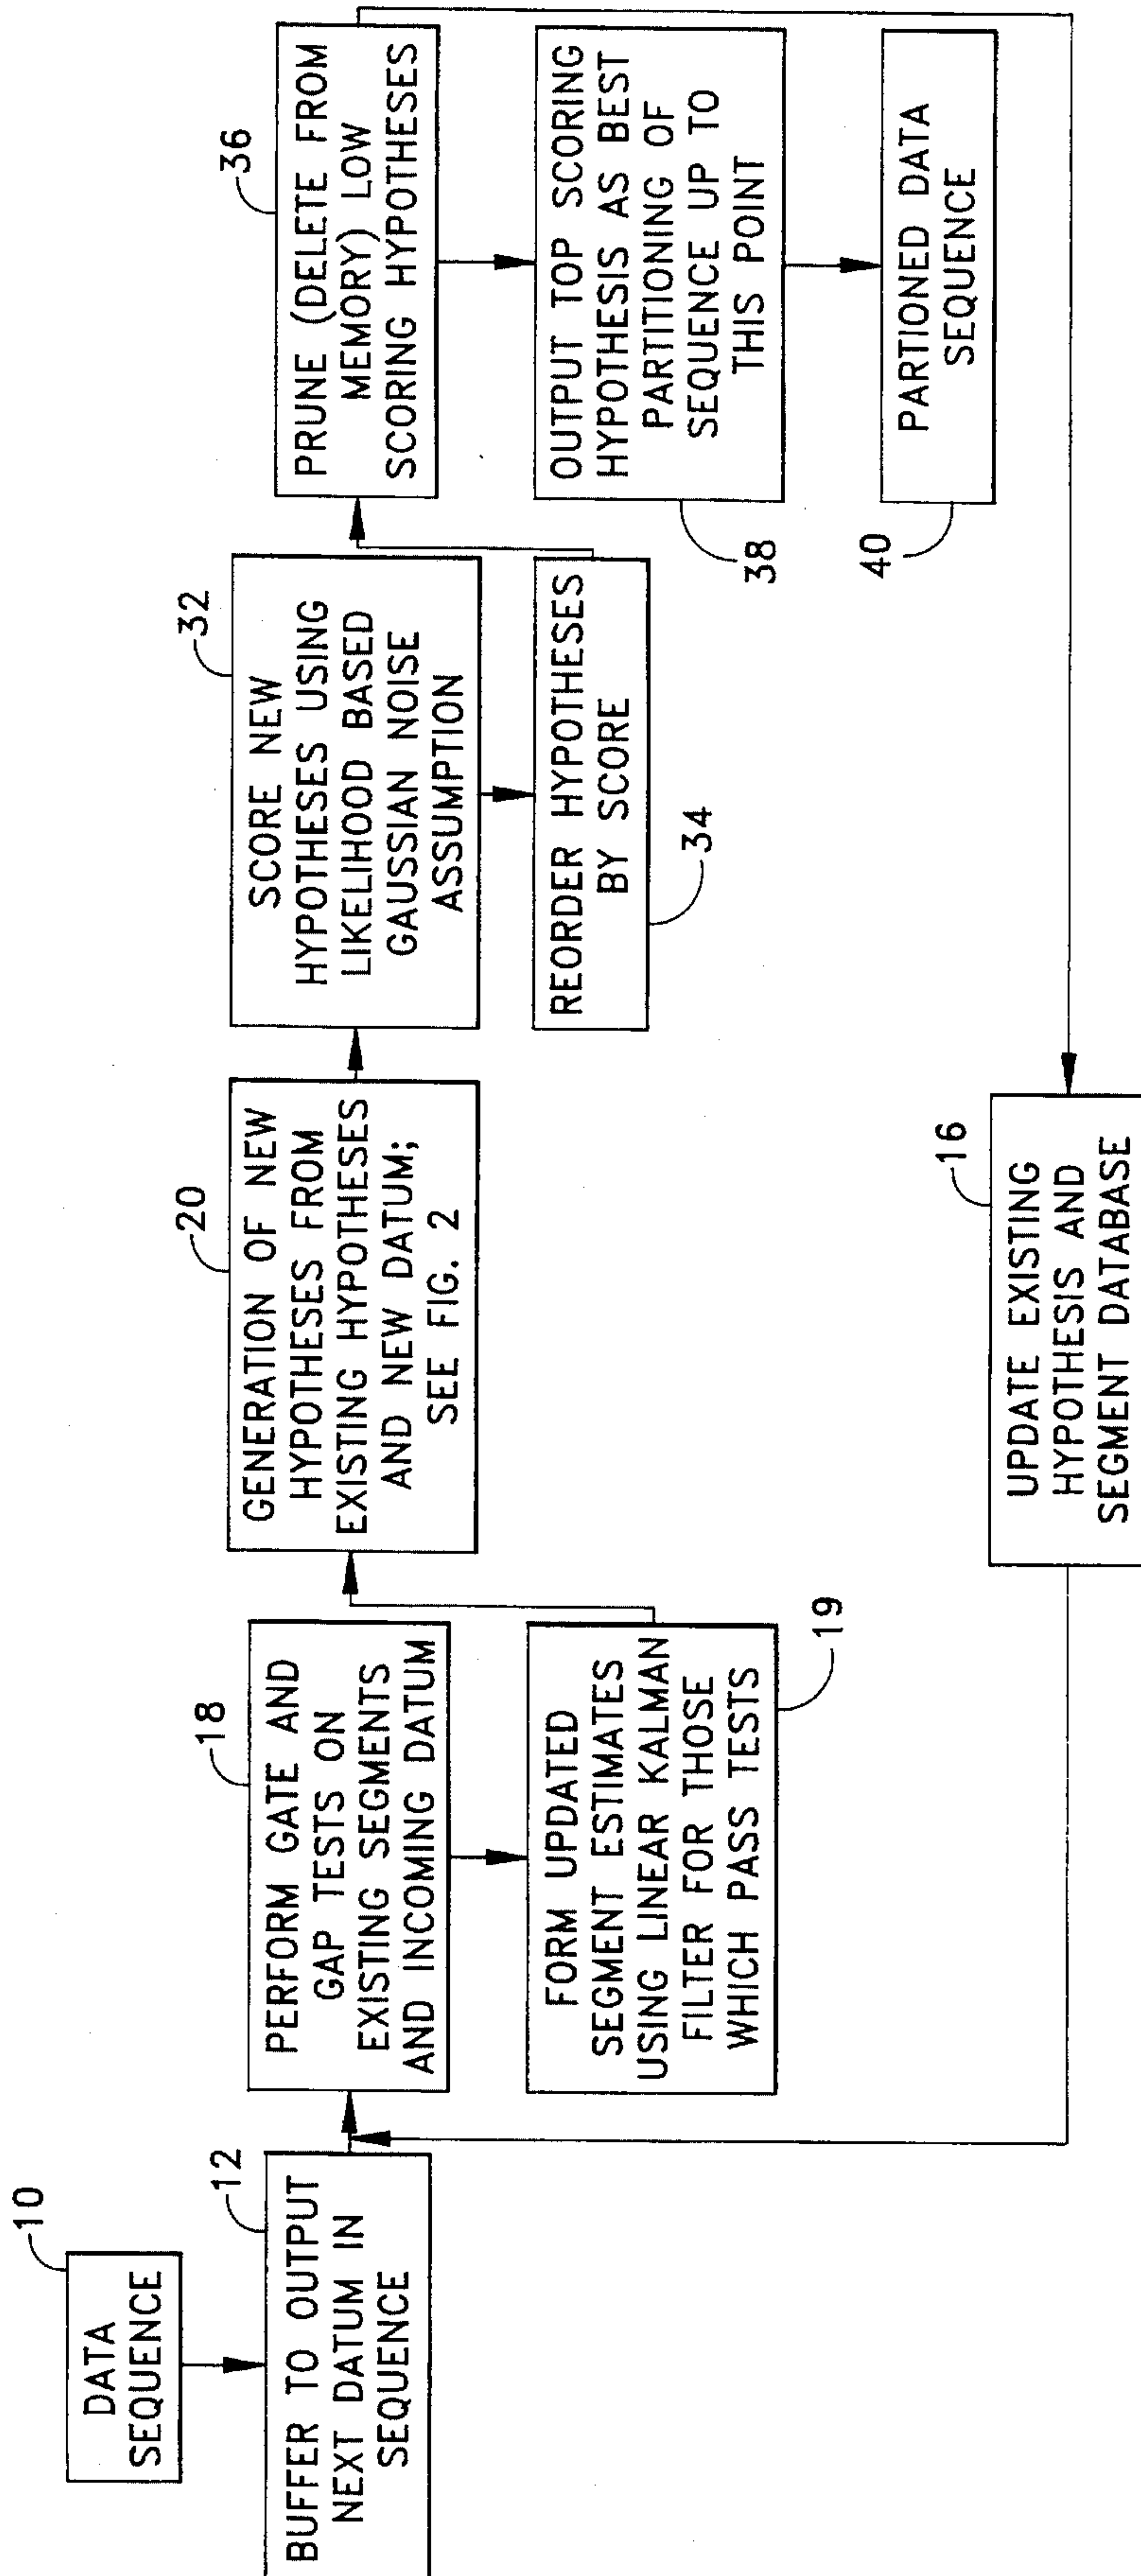 10
DATA
SEQUENCE
12
BUFFER TO OUTPUT
NEXT DATUM IN
SEQUENCE
18
PERFORM GATE AND
GAP TESTS ON
EXISTING SEGMENTS
AND INCOMING DATUM
19
FORM UPDATED
SEGMENT ESTIMATES
USING LINEAR KALMAN
FILTER FOR THOSE
WHICH PASS TESTS
20
GENERATION OF NEW
HYPOTHESES FROM
EXISTING HYPOTHESES
AND NEW DATUM;
SEE FIG. 2
32
SCORE NEW
HYPOTHESES USING
LIKELIHOOD BASED
GAUSSIAN NOISE
ASSUMPTION
34
REORDER HYPOTHESES
BY SCORE
36
PRUNE (DELETE FROM
MEMORY) LOW
SCORING HYPOTHESES
38
OUTPUT TOP SCORING
HYPOTHESIS AS BEST
PARTITIONING OF
SEQUENCE UP TO
THIS POINT
40
PARTIONED DATA
SEQUENCE
16
UPDATE EXISTING
HYPOTHESIS AND
SEGMENT DATABASE